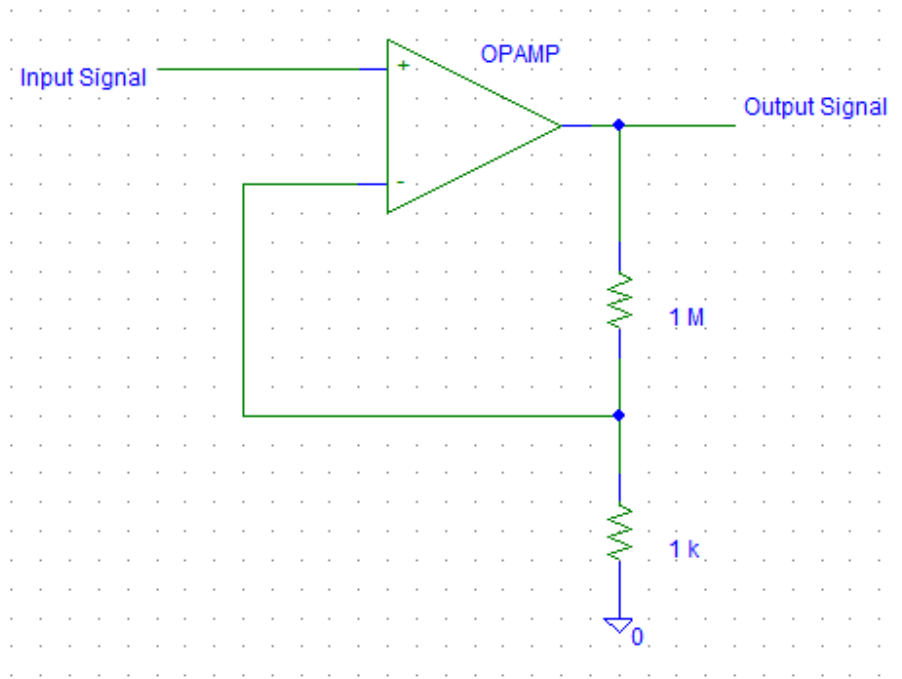 OPAMP
Input Signal
+
Output Signal
-
1 M
1 k
0